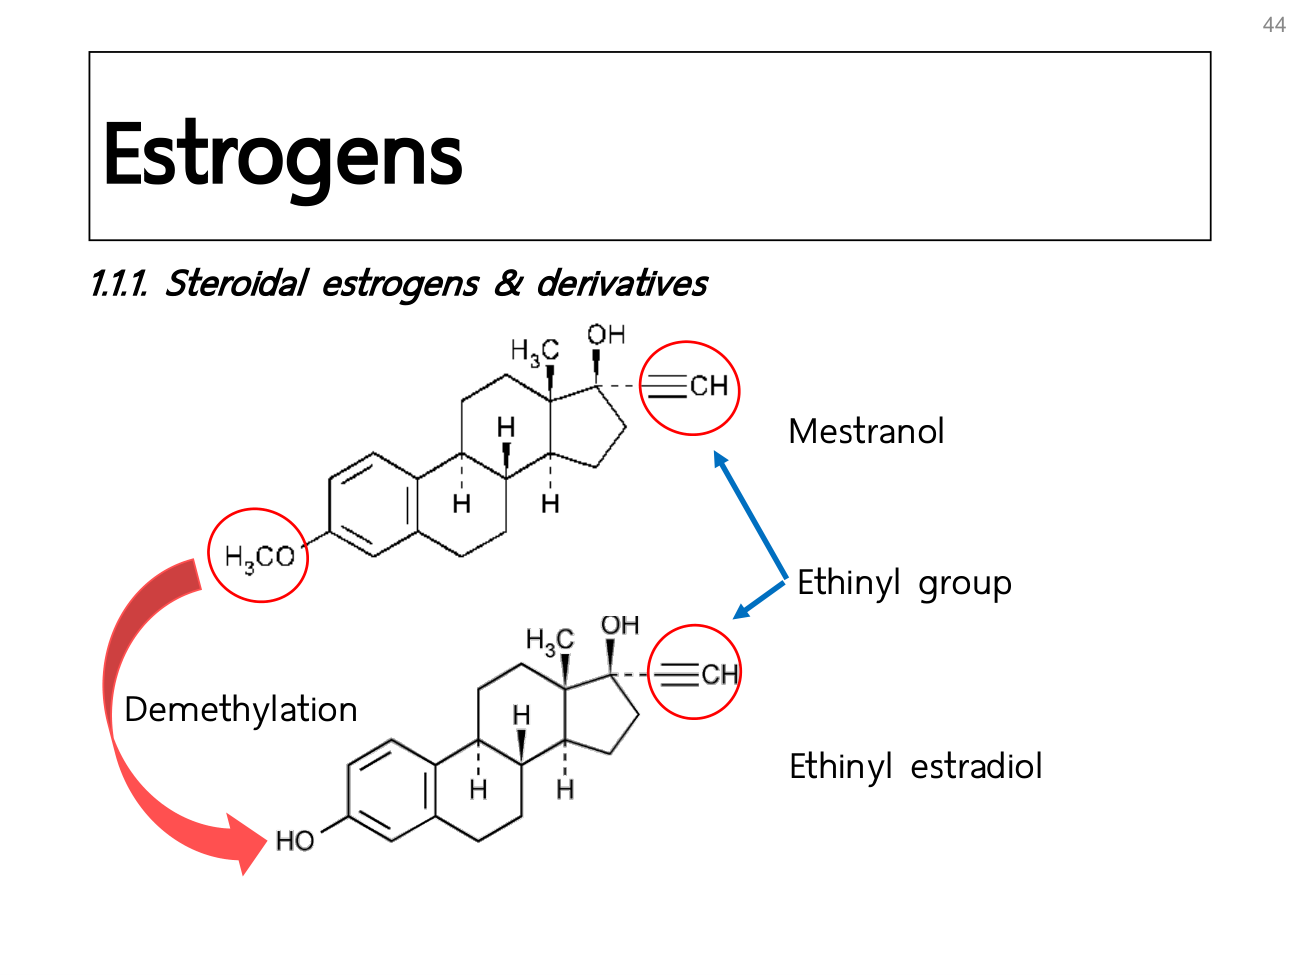 44
Estrogens
1.1.1. Steroidal estrogens & derivatives
OH
H3C
CH
H
Mestranol
H
H
H3CO
Ethinyl group
OH
H3C
CH
Demethylation
H
Ethinyl estradiol
H
H
HO